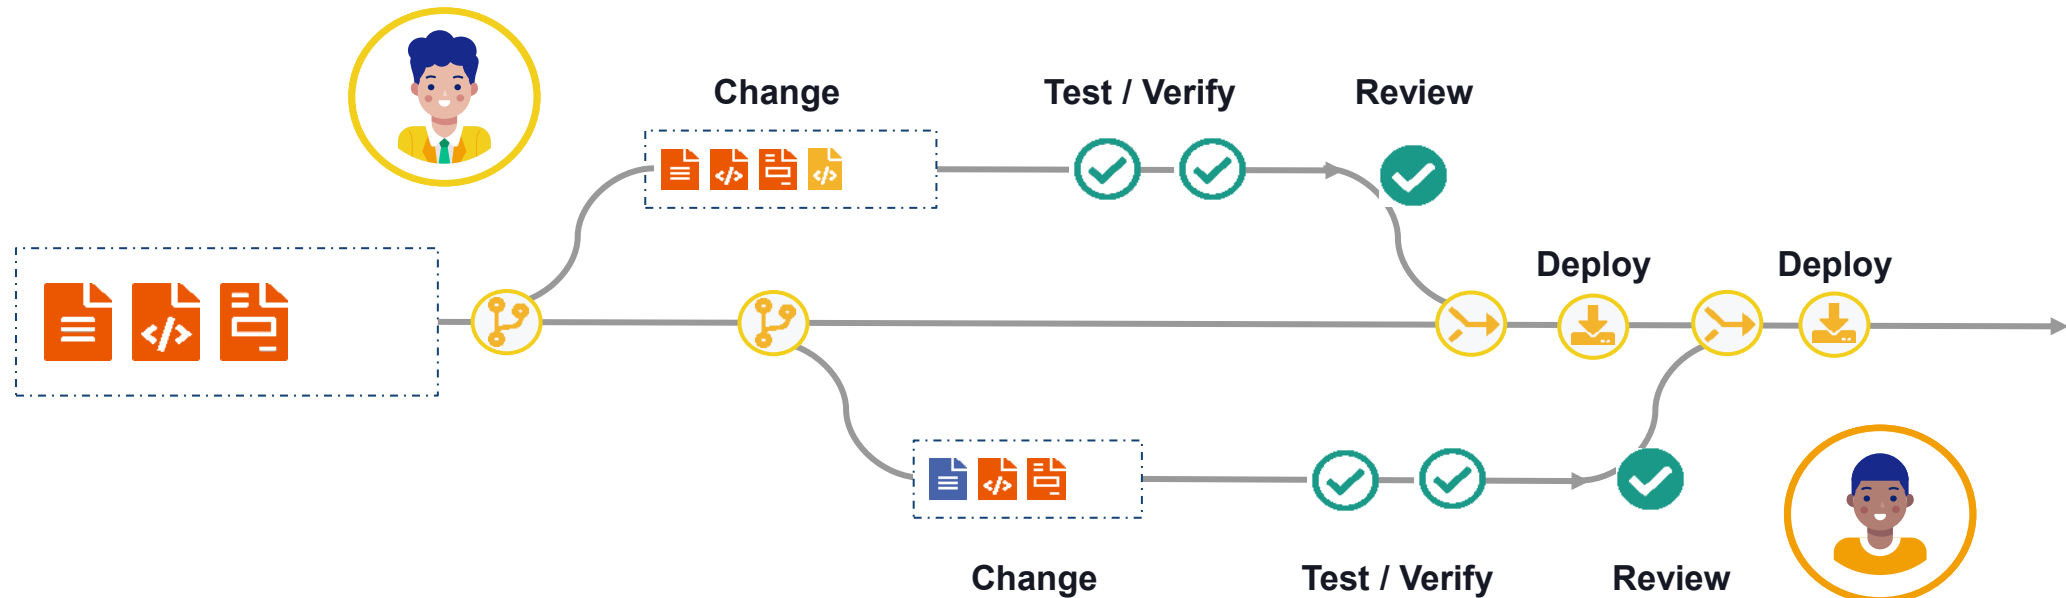 Change
Test / Verify
Review
Deploy
Deploy
Change
Test / Verify
Review